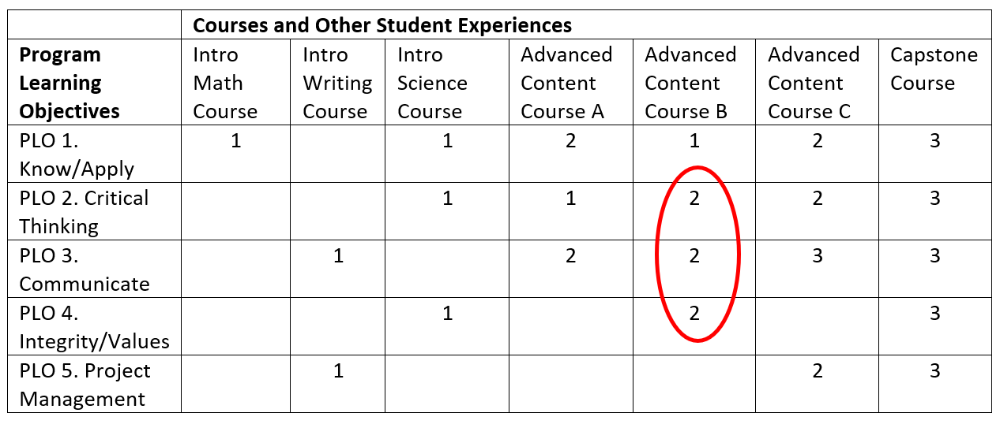 Courses and Other Student Experiences
Program Learning Objectives Intro Math Course Intro Writing Course Intro Science Course Advanced Content Course A Advanced Content Course B Advanced Content Course C Capstone Course
PLO 1. Know/Apply 1 1 2 1 2 3
PLO 2. Critical Thinking 1 1 2 2 3
PLO 3. Communicate 1 2 2 3 3
PLO 4. Integrity/Values 1 2 3
PLO 5. Project Management 1 2 3